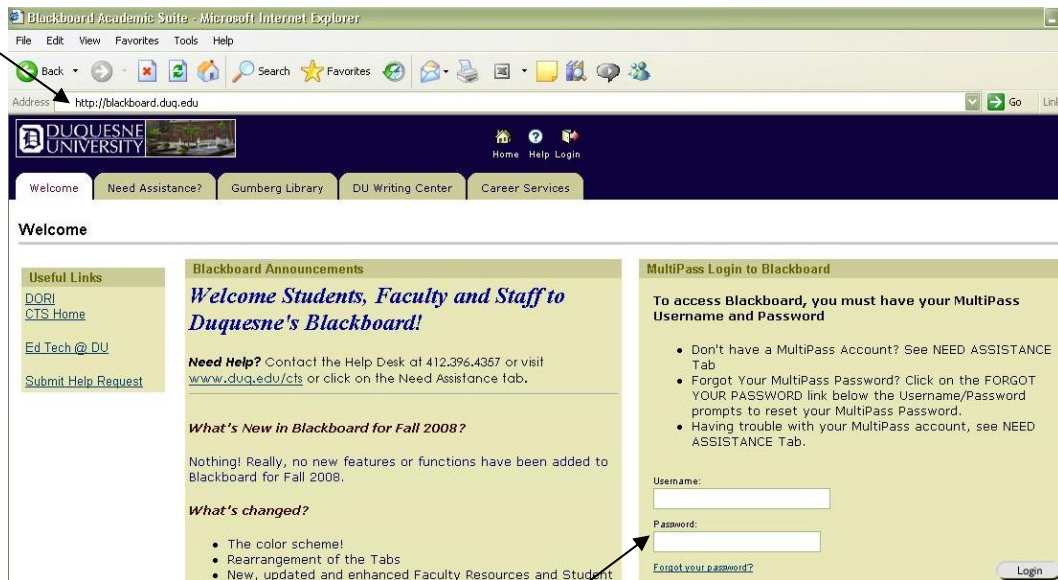 Blackboard Academic Suite - Microsoft Internet Explorer
File Edit View Favorites Tools Help
Back Search Favorites
Address http://blackboard.duq.edu Go
DUQUESNE
UNIVERSITY
Home Help Login
Welcome Need Assistance? Gumberg Library DU Writing Center Career Services
Welcome
Useful Links
DORI
CTS Home
Ed Tech @ DU
Submit Help Request
Blackboard Announcements
Welcome Students, Faculty and Staff to
Duquesne's Blackboard!
Need Help? Contact the Help Desk at 412.396.4357 or visit
www.duq.edu/cts or click on the Need Assistance tab.
What's New in Blackboard for Fall 2008?
Nothing! Really, no new features or functions have been added to
Blackboard for Fall 2008.
What's changed?
• The color scheme!
• Rearrangement of the Tabs
• New, updated and enhanced Faculty Resources and Student
MultiPass Login to Blackboard
To access Blackboard, you must have your MultiPass
Username and Password
• Don't have a MultiPass Account? See NEED ASSISTANCE
Tab
• Forgot Your MultiPass Password? Click on the FORGOT
YOUR PASSWORD link below the Username/Password
prompts to reset your MultiPass Password.
• Having trouble with your MultiPass account, see NEED
ASSISTANCE Tab.
Username:
Password:
Forgot your password?
Login